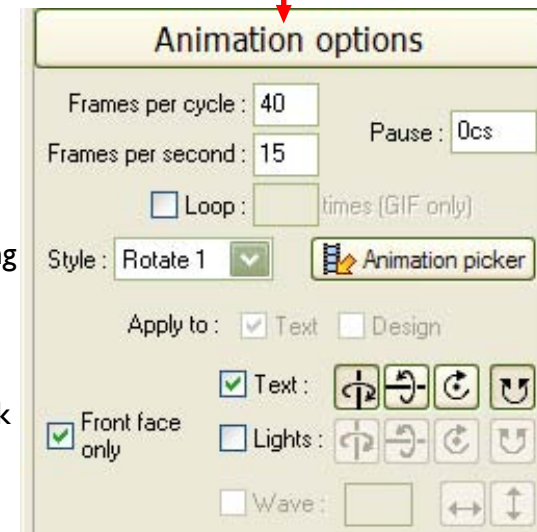 Animation options
Frames per cycle : 40
Pause : 0cs
Frames per second : 15
Loop : times (GIF only)
Style : Rotate 1 Animation picker
Apply to : Text Design
Text :
Front face only
Lights :
Wave :